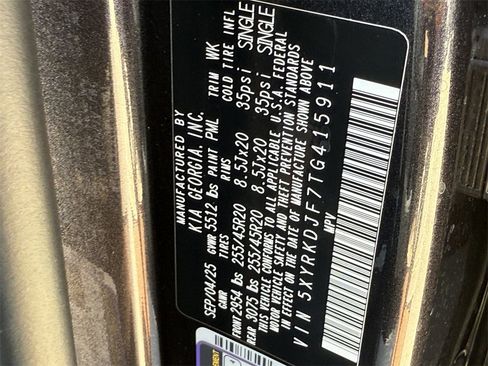 MANUFACTURED BY
KIA GEORGIA, INC.
SEP/04/25 GVWR 5512 lbs PAINT PML TRIM WK
GAWR TIRES RIMS COLD TIRE INFL
FRONT 2954 lbs 255/45R20 8.5Jx20 35psi SINGLE
REAR 3075 lbs 255/45R20 8.5Jx20 35psi SINGLE
THIS VEHICLE CONFORMS TO ALL APPLICABLE U.S.A. FEDERAL
MOTOR VEHICLE SAFETY AND THEFT PREVENTION STANDARDS
IN EFFECT ON THE DATE OF MANUFACTURE SHOWN ABOVE
VIN 5XYRKDJF7TG415911
MPV